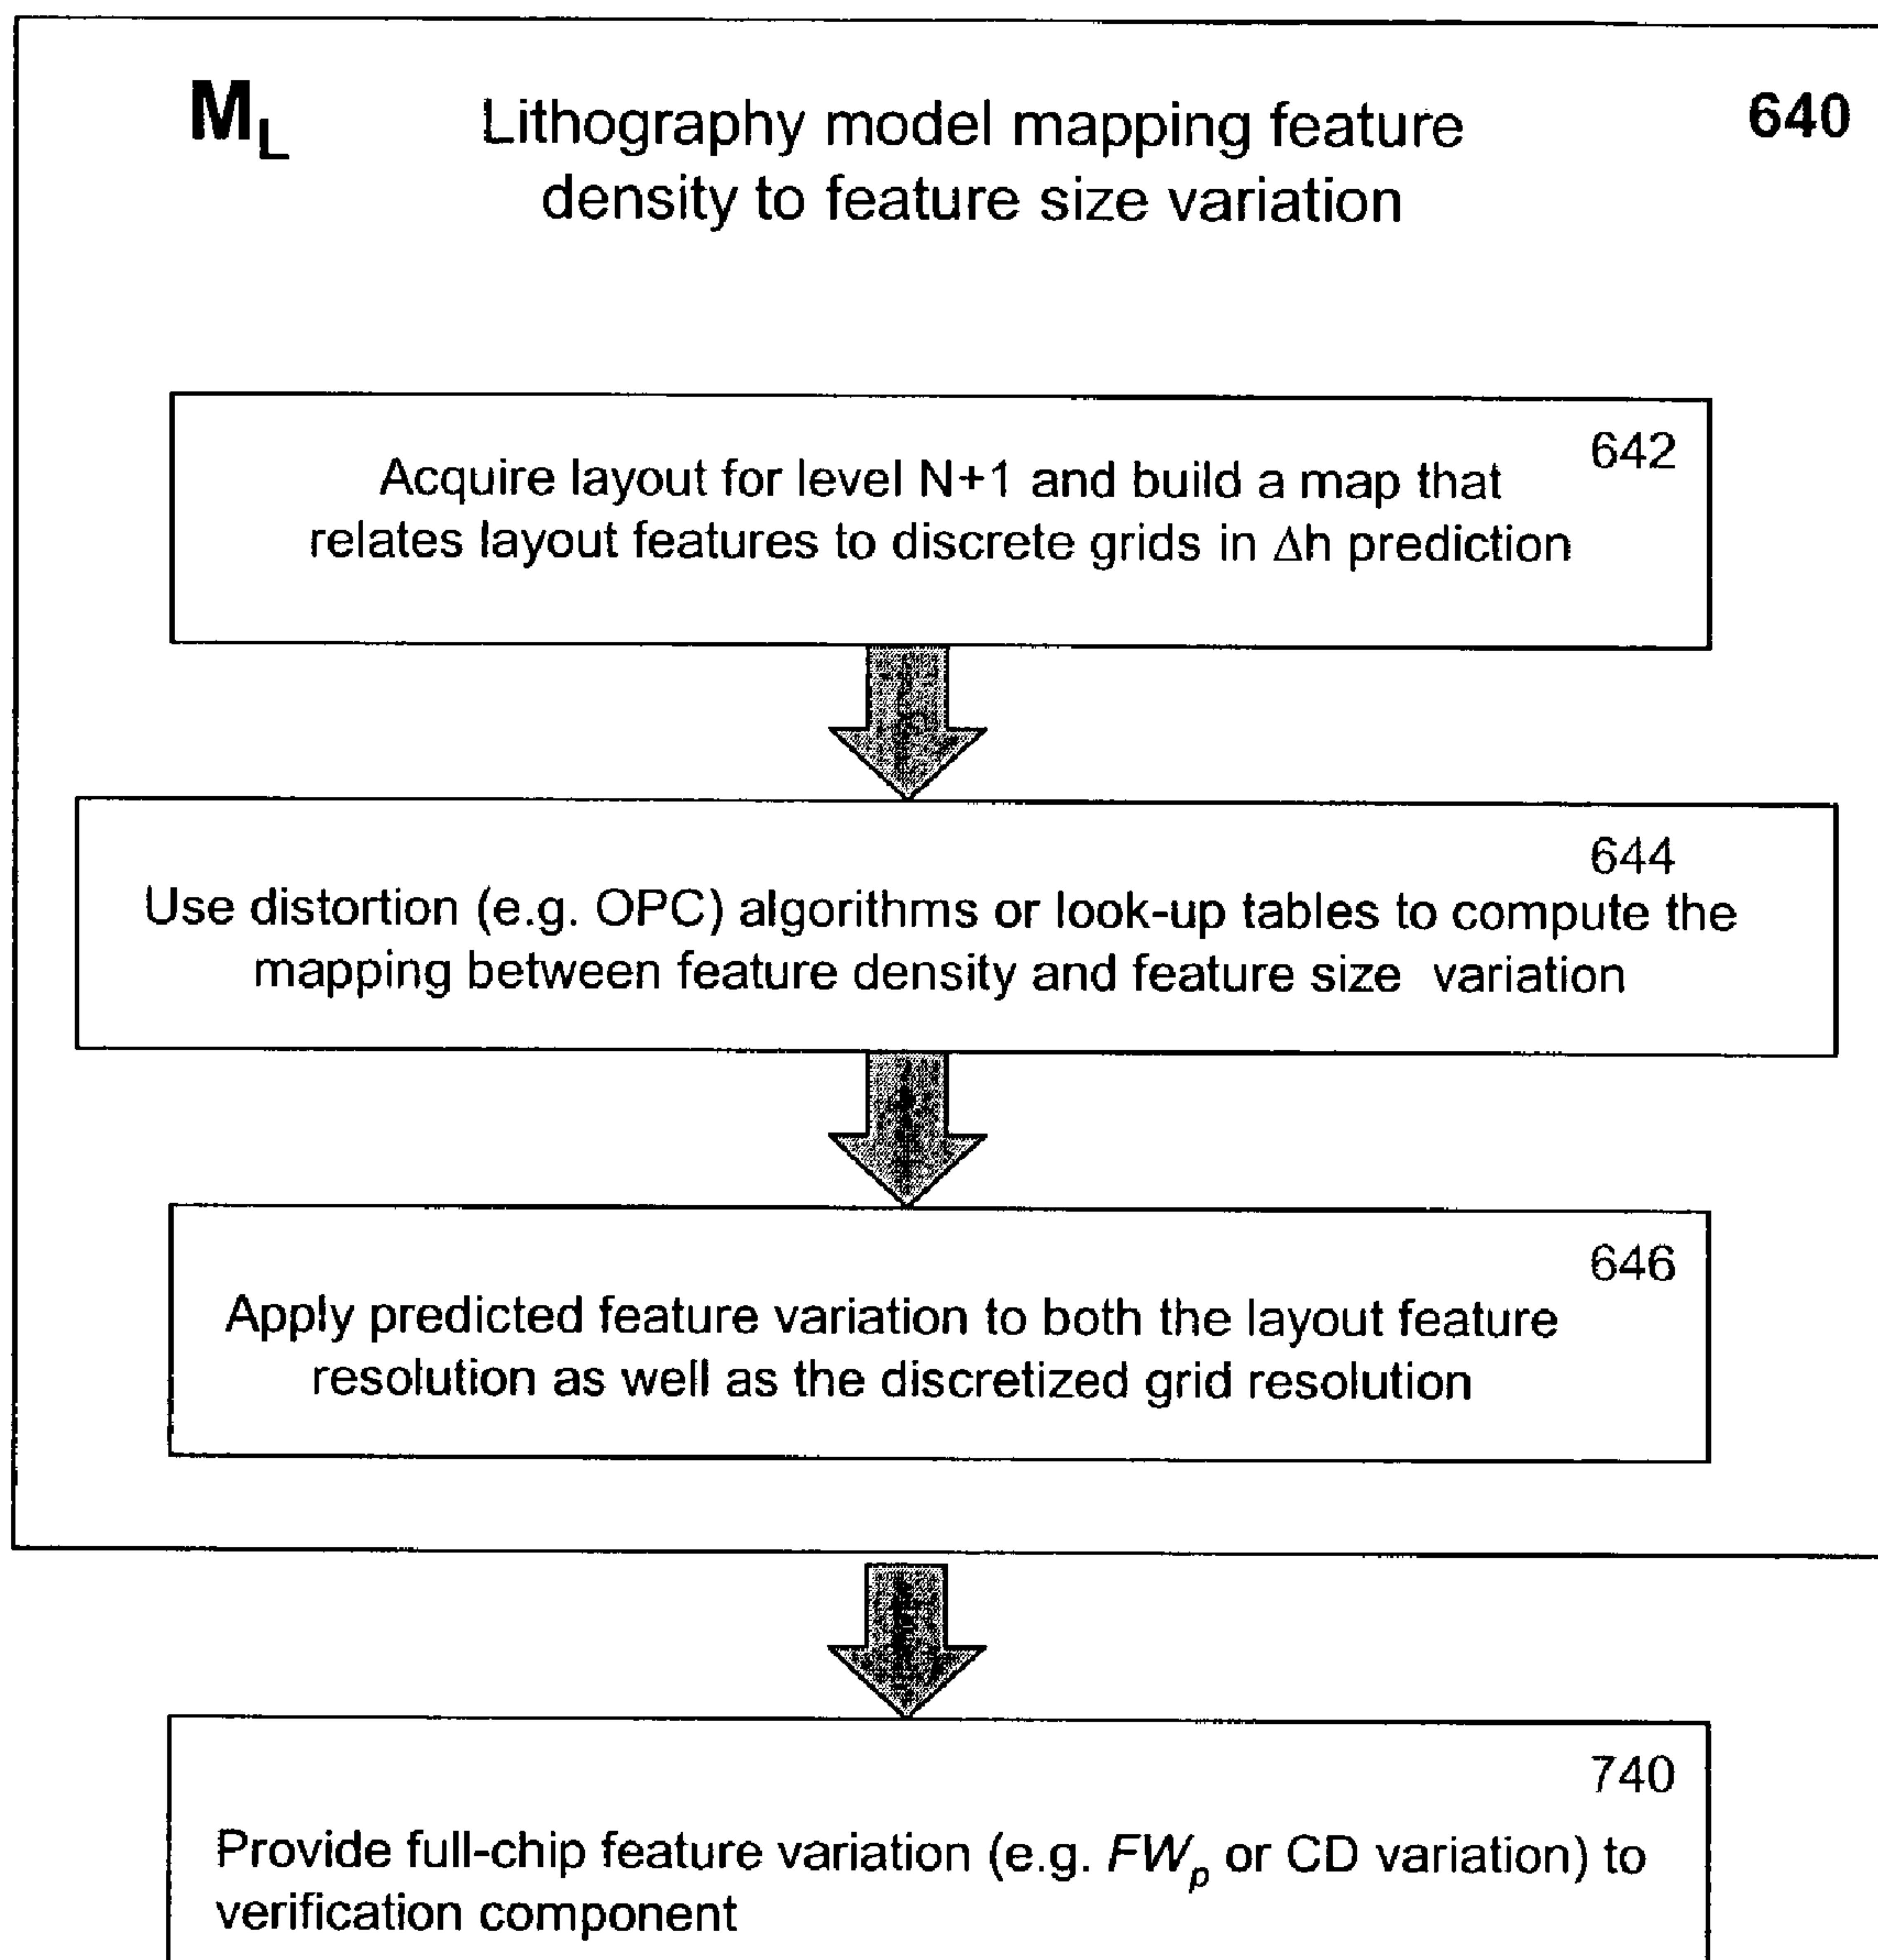 M_L Lithography model mapping feature 640
density to feature size variation
642
Acquire layout for level N+1 and build a map that
relates layout features to discrete grids in Δh prediction
644
Use distortion (e.g. OPC) algorithms or look-up tables to compute the
mapping between feature density and feature size variation
646
Apply predicted feature variation to both the layout feature
resolution as well as the discretized grid resolution
740
Provide full-chip feature variation (e.g. FW_p or CD variation) to
verification component